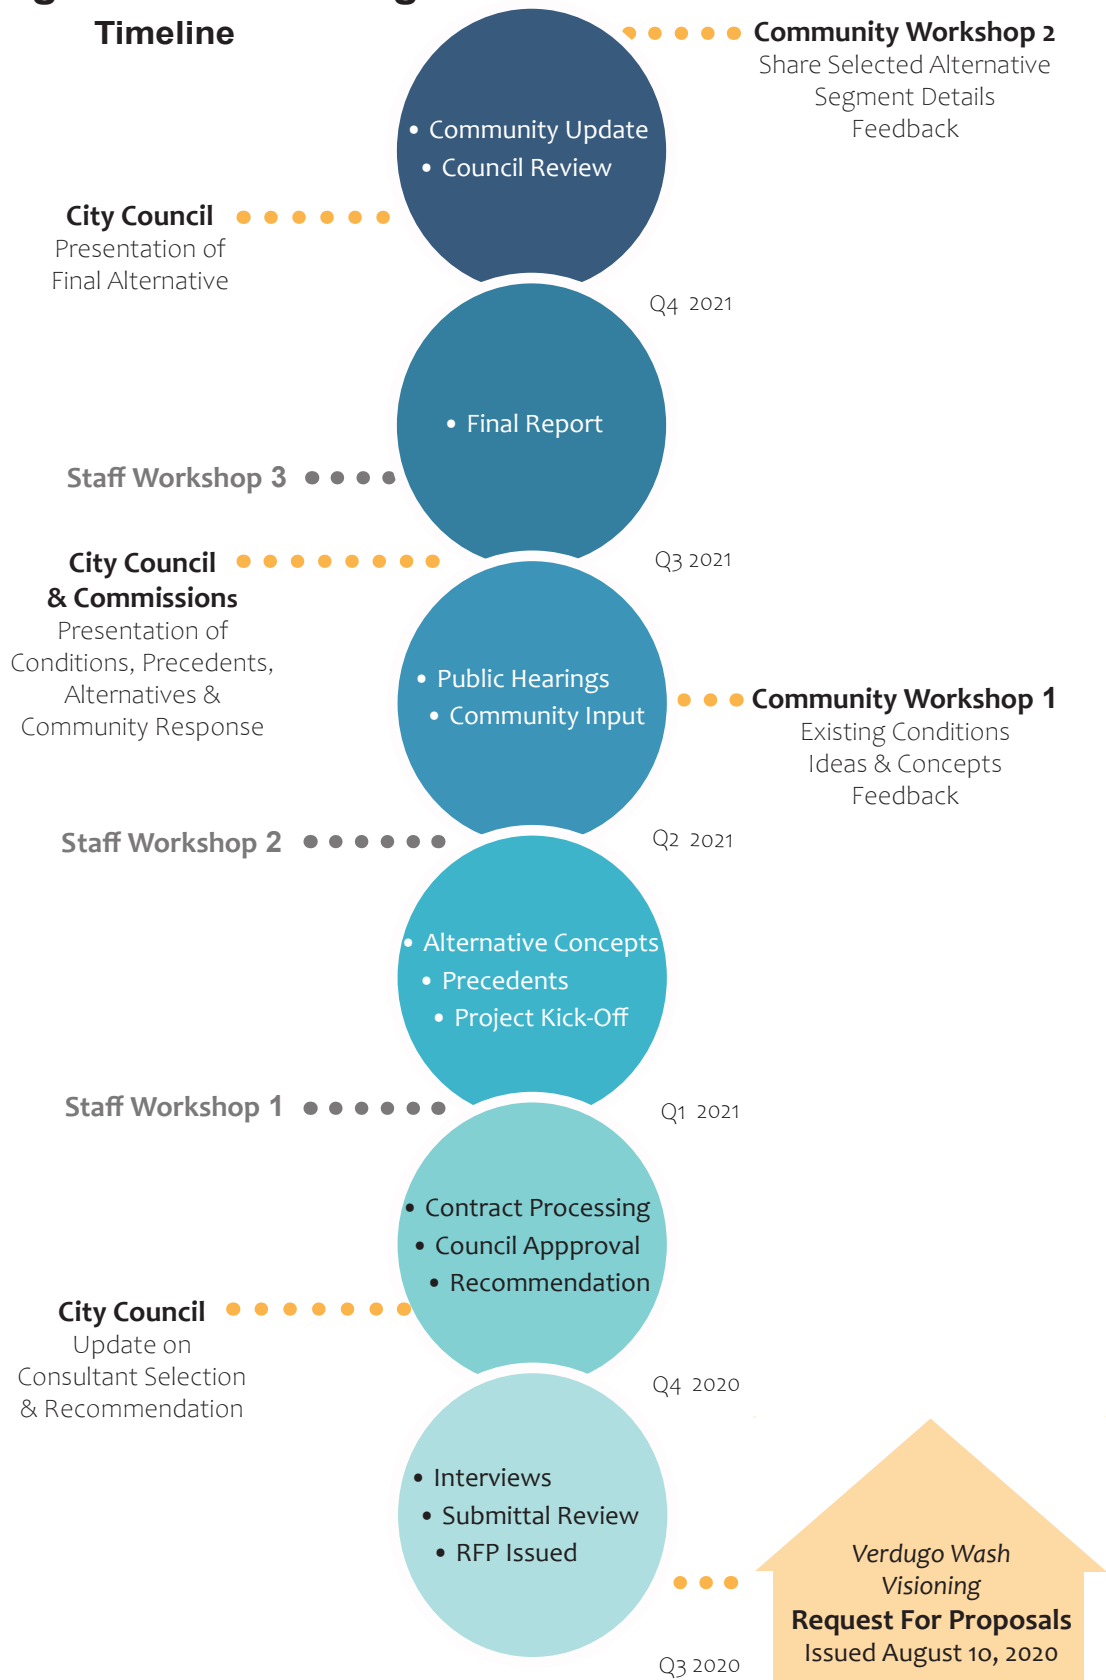 Timeline
Community Workshop 2
Share Selected Alternative
Segment Details
Feedback
• Community Update
• Council Review
City Council
Presentation of
Final Alternative
Q4 2021
• Final Report
Staff Workshop 3
Q3 2021
City Council
& Commissions
Presentation of
Conditions, Precedents,
Alternatives &
Community Response
• Public Hearings
• Community Input
Community Workshop 1
Existing Conditions
Ideas & Concepts
Feedback
Staff Workshop 2
Q2 2021
• Alternative Concepts
• Precedents
• Project Kick-Off
Staff Workshop 1
Q1 2021
• Contract Processing
• Council Appproval
• Recommendation
City Council
Update on
Consultant Selection
& Recommendation
Q4 2020
• Interviews
• Submittal Review
• RFP Issued
Verdugo Wash
Visioning
Request For Proposals
Issued August 10, 2020
Q3 2020